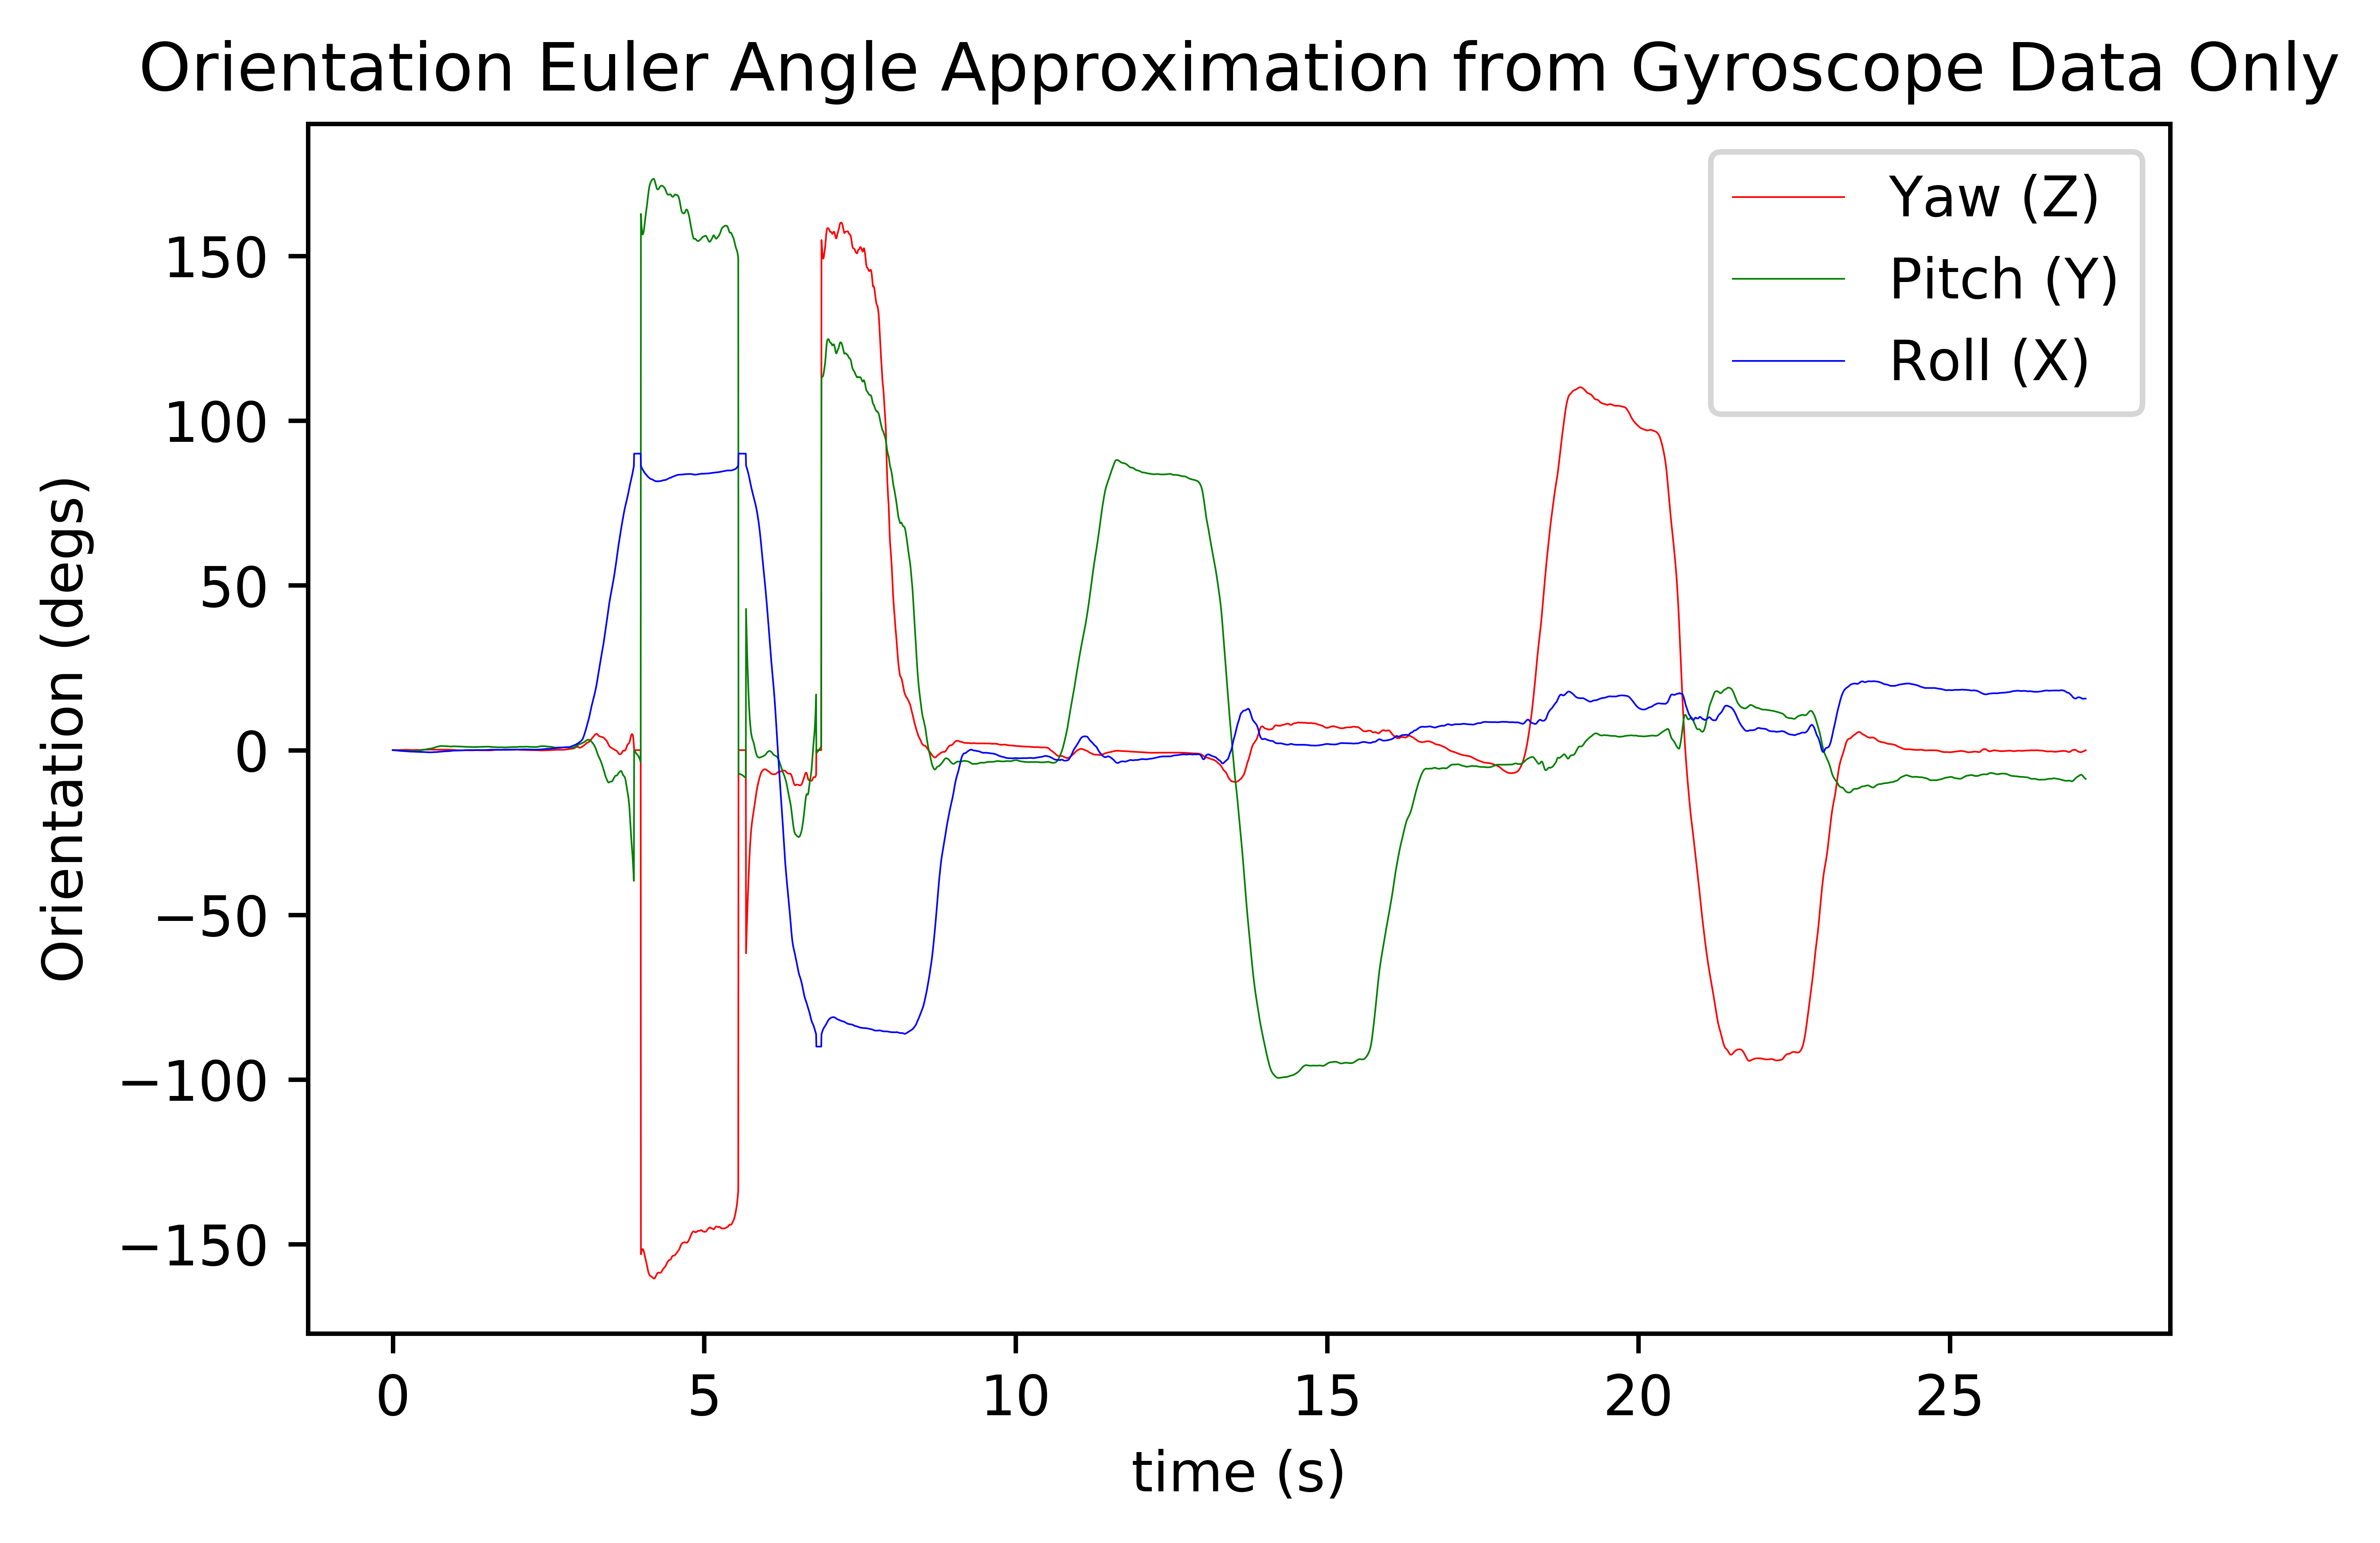 Orientation Euler Angle Approximation from Gyroscope Data Only
Yaw (Z)
Pitch (Y)
Roll (X)
150
100
50
0
−50
−100
−150
Orientation (degs)
0 5 10 15 20 25
time (s)